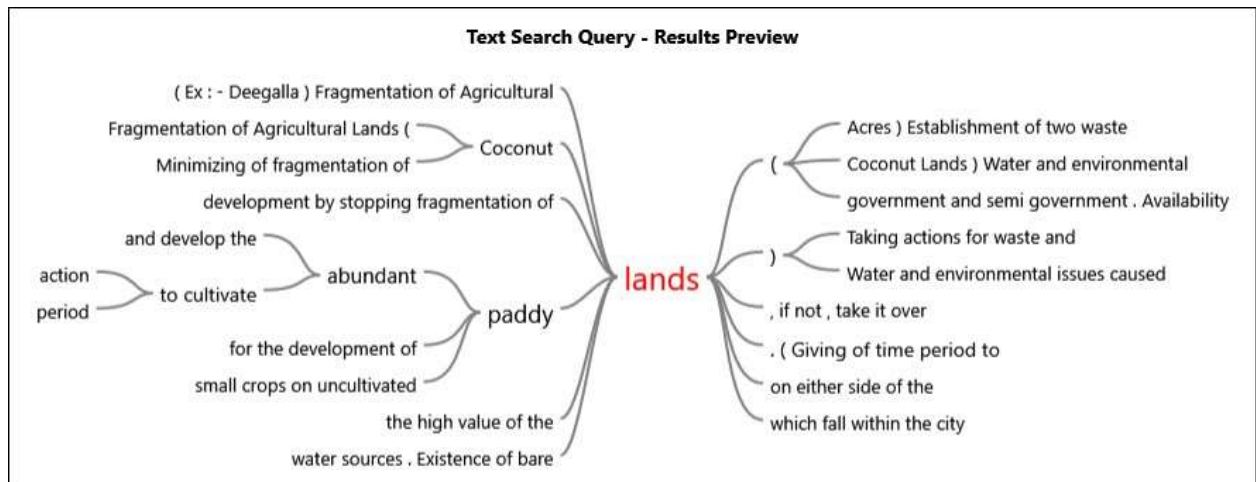 Text Search Query - Results Preview
( Ex : - Deegalla ) Fragmentation of Agricultural
Fragmentation of Agricultural Lands (
Minimizing of fragmentation of
Coconut
development by stopping fragmentation of
and develop the
action
period
to cultivate
abundant
paddy
for the development of
small crops on uncultivated
the high value of the
water sources . Existence of bare
lands
(
Acres ) Establishment of two waste
Coconut Lands ) Water and environmental
government and semi government . Availability
)
Taking actions for waste and
Water and environmental issues caused
, if not , take it over
. ( Giving of time period to
on either side of the
which fall within the city